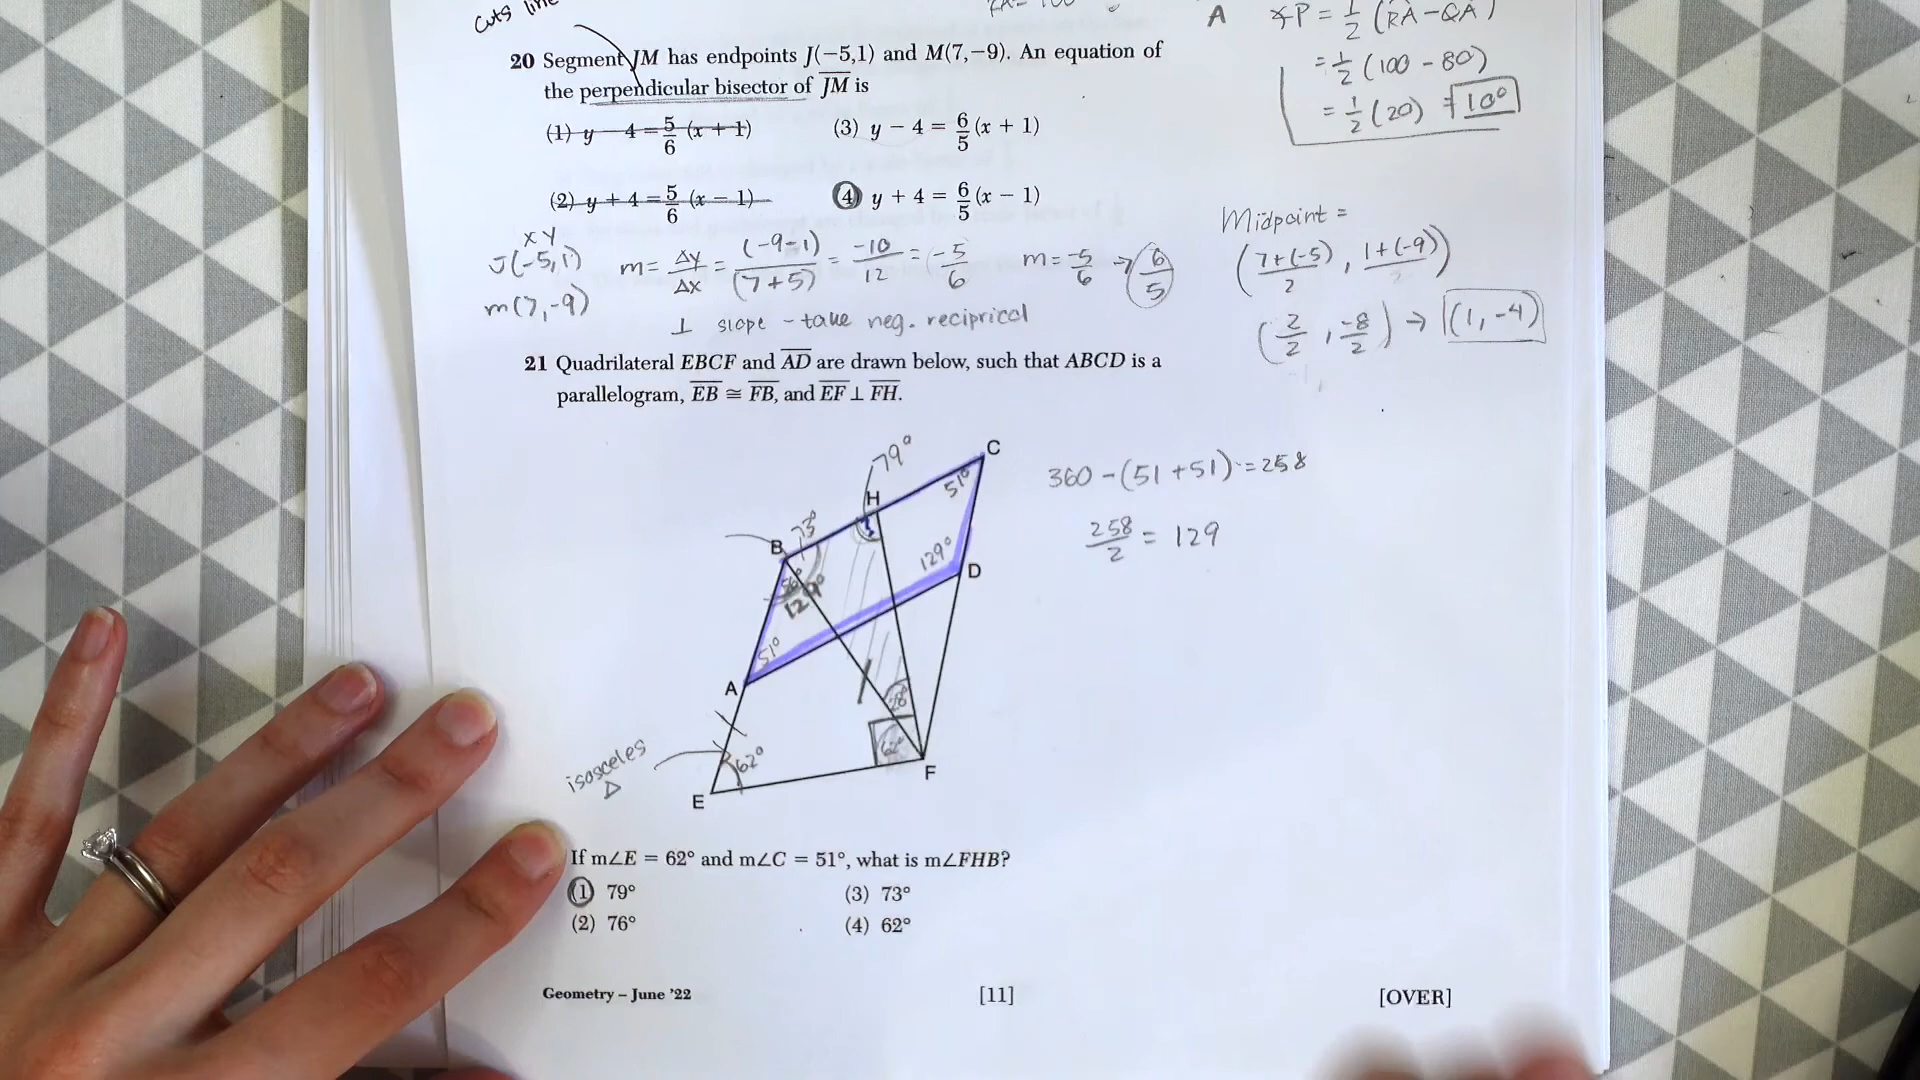 Cuts line
A ∡P = 1/2 (RA - QA)
= 1/2 (100 - 80)
= 1/2 (20) = 10°
20 Segment JM has endpoints J(−5,1) and M(7,−9). An equation of
the perpendicular bisector of JM is
(1) y − 4 = 5/6 (x + 1) (3) y − 4 = 6/5 (x + 1)
(2) y + 4 = 5/6 (x − 1) (4) y + 4 = 6/5 (x − 1)
x y
J(-5,1)
m(7,-9)
m = Δy/Δx = (-9-1)/(7+5) = -10/12 = -5/6 m = -5/6 → 6/5
⊥ slope - take neg. reciprical
Midpoint =
(7+(-5)/2, 1+(-9)/2)
(2/2, -8/2) → (1, -4)
21 Quadrilateral EBCF and AD are drawn below, such that ABCD is a
parallelogram, EB ≅ FB, and EF ⊥ FH.
79°
C
51°
H
73°
B
56°
129°
129°
D
51°
A
28°
62°
62°
F
E
isosceles
△
360 - (51 + 51) = 258
258/2 = 129
If m∠E = 62° and m∠C = 51°, what is m∠FHB?
(1) 79° (3) 73°
(2) 76° (4) 62°
Geometry – June ’22 [11] [OVER]